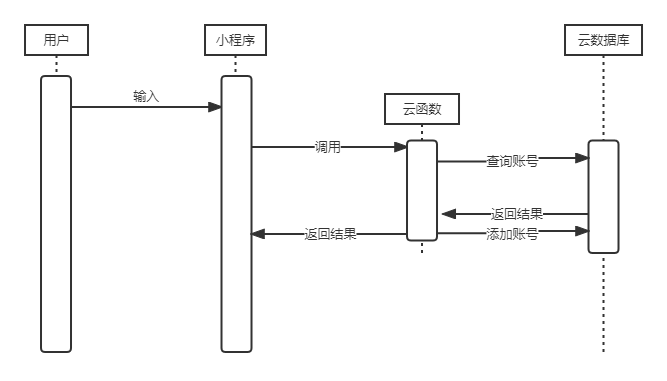 用户
小程序
云数据库
输入
云函数
调用
查询账号
返回结果
返回结果
添加账号